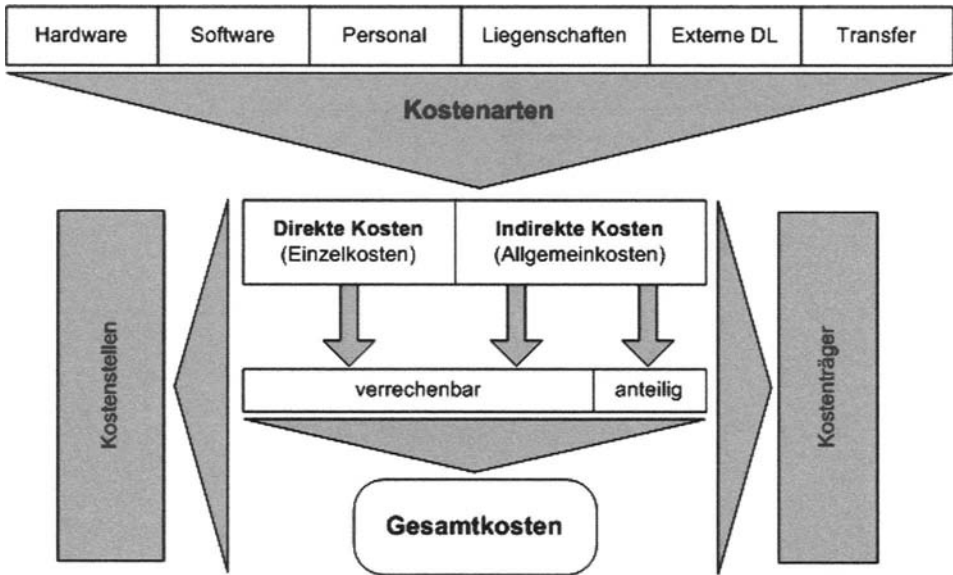 Hardware
Software
Personal
Liegenschaften
Externe DL
Transfer
Kostenarten
Direkte Kosten
(Einzelkosten)
Indirekte Kosten
(Allgemeinkosten)
Kostenstellen
Kostenträger
verrechenbar
anteilig
Gesamtkosten